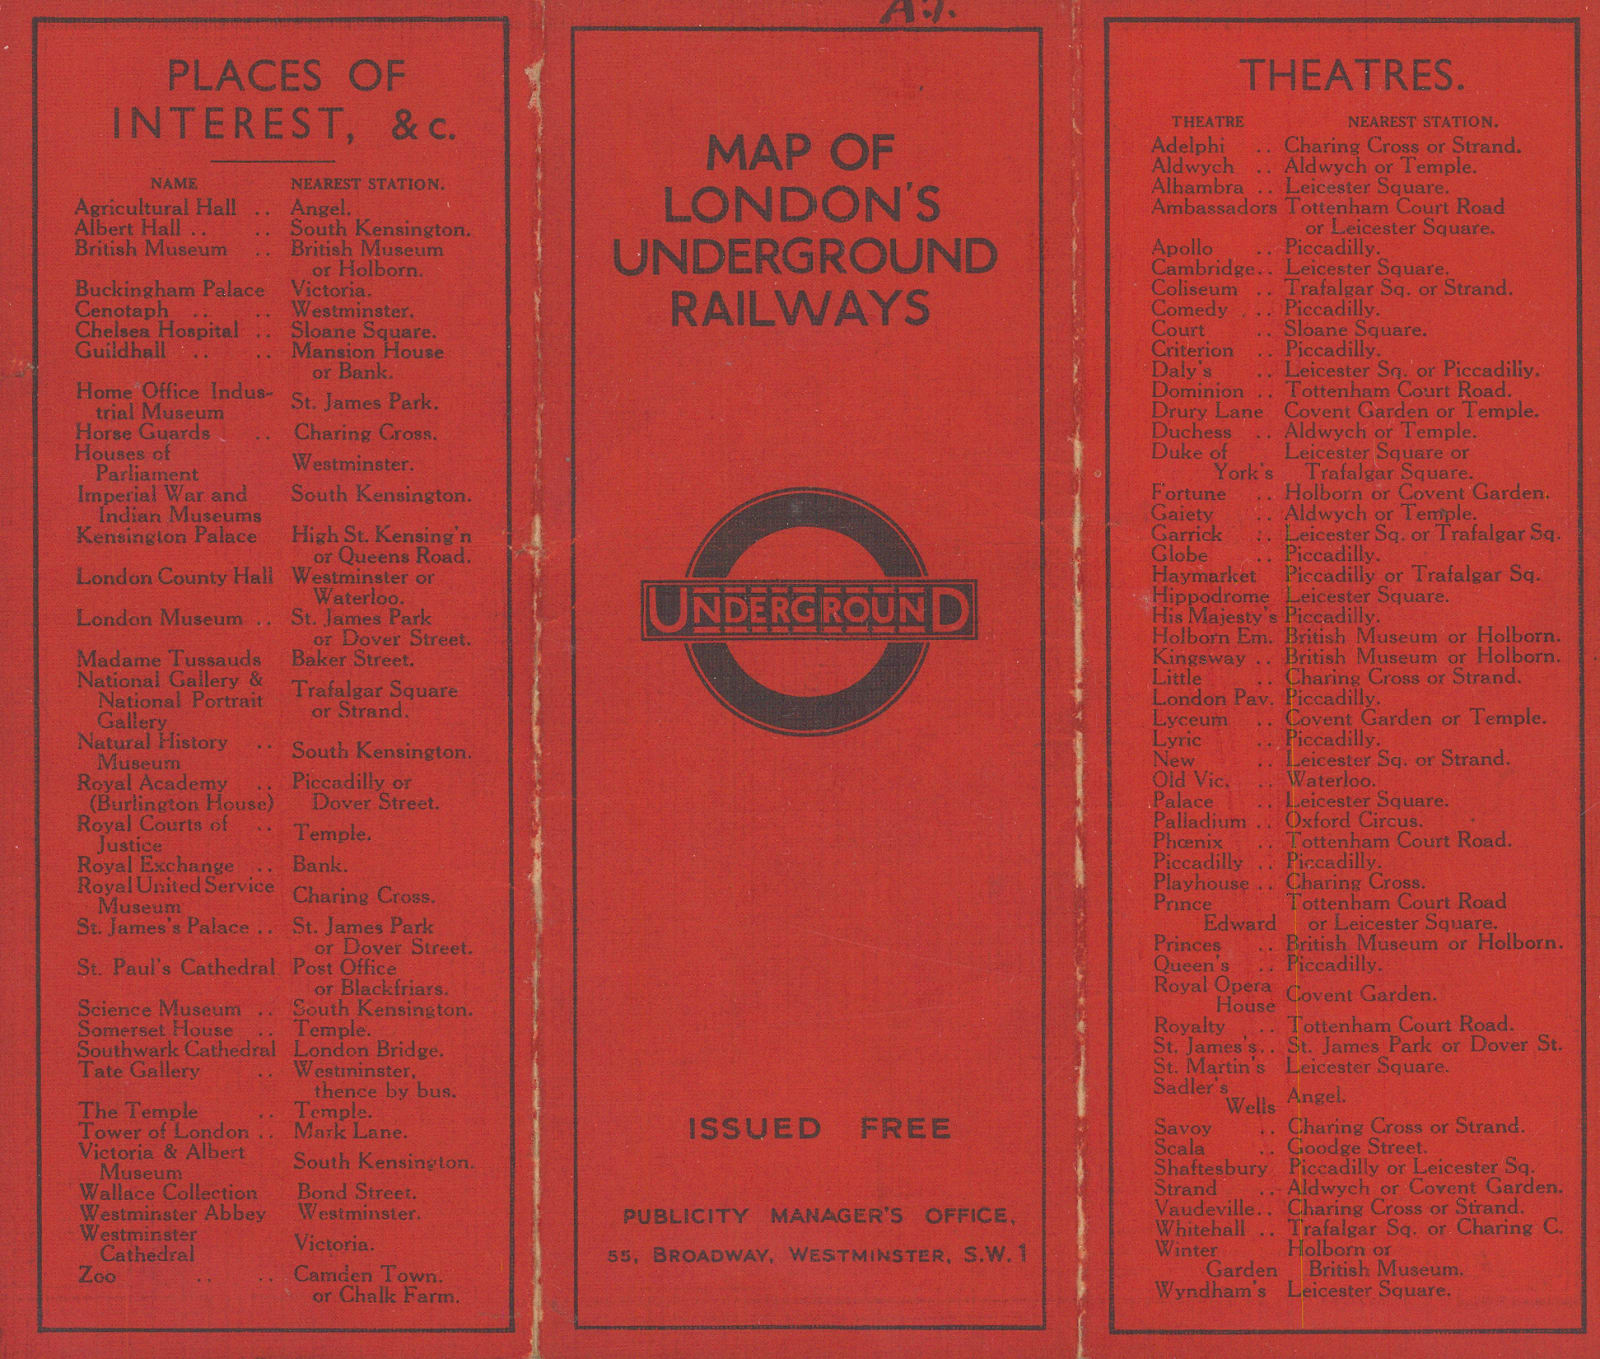 PLACES OF
INTEREST, & c.
NAME NEAREST STATION.
Agricultural Hall .. Angel.
Albert Hall .. .. South Kensington.
British Museum .. British Museum
or Holborn.
Buckingham Palace Victoria.
Cenotaph .. .. Westminster.
Chelsea Hospital .. Sloane Square.
Guildhall .. .. Mansion House
or Bank.
Home Office Indus-
trial Museum St. James Park.
Horse Guards .. Charing Cross.
Houses of
Parliament Westminster.
Imperial War and South Kensington.
Indian Museums
Kensington Palace High St. Kensing'n
or Queens Road.
London County Hall Westminster or
Waterloo.
London Museum .. St. James Park
or Dover Street.
Madame Tussauds Baker Street.
National Gallery &
National Portrait Trafalgar Square
Gallery or Strand.
Natural History ..
Museum South Kensington.
Royal Academy .. Piccadilly or
(Burlington House) Dover Street.
Royal Courts of ..
Justice Temple.
Royal Exchange .. Bank.
Royal United Service
Museum Charing Cross.
St. James's Palace .. St. James Park
or Dover Street.
St. Paul's Cathedral Post Office
or Blackfriars.
Science Museum .. South Kensington.
Somerset House .. Temple.
Southwark Cathedral London Bridge.
Tate Gallery .. Westminster,
thence by bus.
The Temple .. Temple.
Tower of London .. Mark Lane.
Victoria & Albert
Museum South Kensington.
Wallace Collection Bond Street.
Westminster Abbey Westminster.
Westminster
Cathedral Victoria.
Zoo .. .. Camden Town.
or Chalk Farm.
MAP OF
LONDON'S
UNDERGROUND
RAILWAYS
UNDERGROUND
ISSUED FREE
PUBLICITY MANAGER'S OFFICE,
55, BROADWAY, WESTMINSTER, S.W.1
THEATRES.
THEATRE NEAREST STATION.
Adelphi .. Charing Cross or Strand.
Aldwych .. Aldwych or Temple.
Alhambra .. Leicester Square.
Ambassadors Tottenham Court Road
or Leicester Square.
Apollo .. Piccadilly.
Cambridge .. Leicester Square.
Coliseum .. Trafalgar Sq. or Strand.
Comedy .. Piccadilly.
Court .. Sloane Square.
Criterion .. Piccadilly.
Daly's .. Leicester Sq. or Piccadilly.
Dominion .. Tottenham Court Road.
Drury Lane Covent Garden or Temple.
Duchess .. Aldwych or Temple.
Duke of Leicester Square or
York's Trafalgar Square.
Fortune .. Holborn or Covent Garden.
Gaiety .. Aldwych or Temple.
Garrick .. Leicester Sq. or Trafalgar Sq.
Globe .. Piccadilly.
Haymarket Piccadilly or Trafalgar Sq.
Hippodrome Leicester Square.
His Majesty's Piccadilly.
Holborn Em. British Museum or Holborn.
Kingsway .. British Museum or Holborn.
Little .. Charing Cross or Strand.
London Pav. Piccadilly.
Lyceum .. Covent Garden or Temple.
Lyric .. Piccadilly.
New .. Leicester Sq. or Strand.
Old Vic. .. Waterloo.
Palace .. Leicester Square.
Palladium .. Oxford Circus.
Phœnix .. Tottenham Court Road.
Piccadilly .. Piccadilly.
Playhouse .. Charing Cross.
Prince Tottenham Court Road
Edward or Leicester Square.
Princes .. British Museum or Holborn.
Queen's .. Piccadilly.
Royal Opera
House Covent Garden.
Royalty .. Tottenham Court Road.
St. James's .. St. James Park or Dover St.
St. Martin's Leicester Square.
Sadler's
Wells Angel.
Savoy .. Charing Cross or Strand.
Scala .. Goodge Street.
Shaftesbury Piccadilly or Leicester Sq.
Strand .. Aldwych or Covent Garden.
Vaudeville .. Charing Cross or Strand.
Whitehall .. Trafalgar Sq. or Charing C.
Winter Holborn or
Garden British Museum.
Wyndham's Leicester Square.